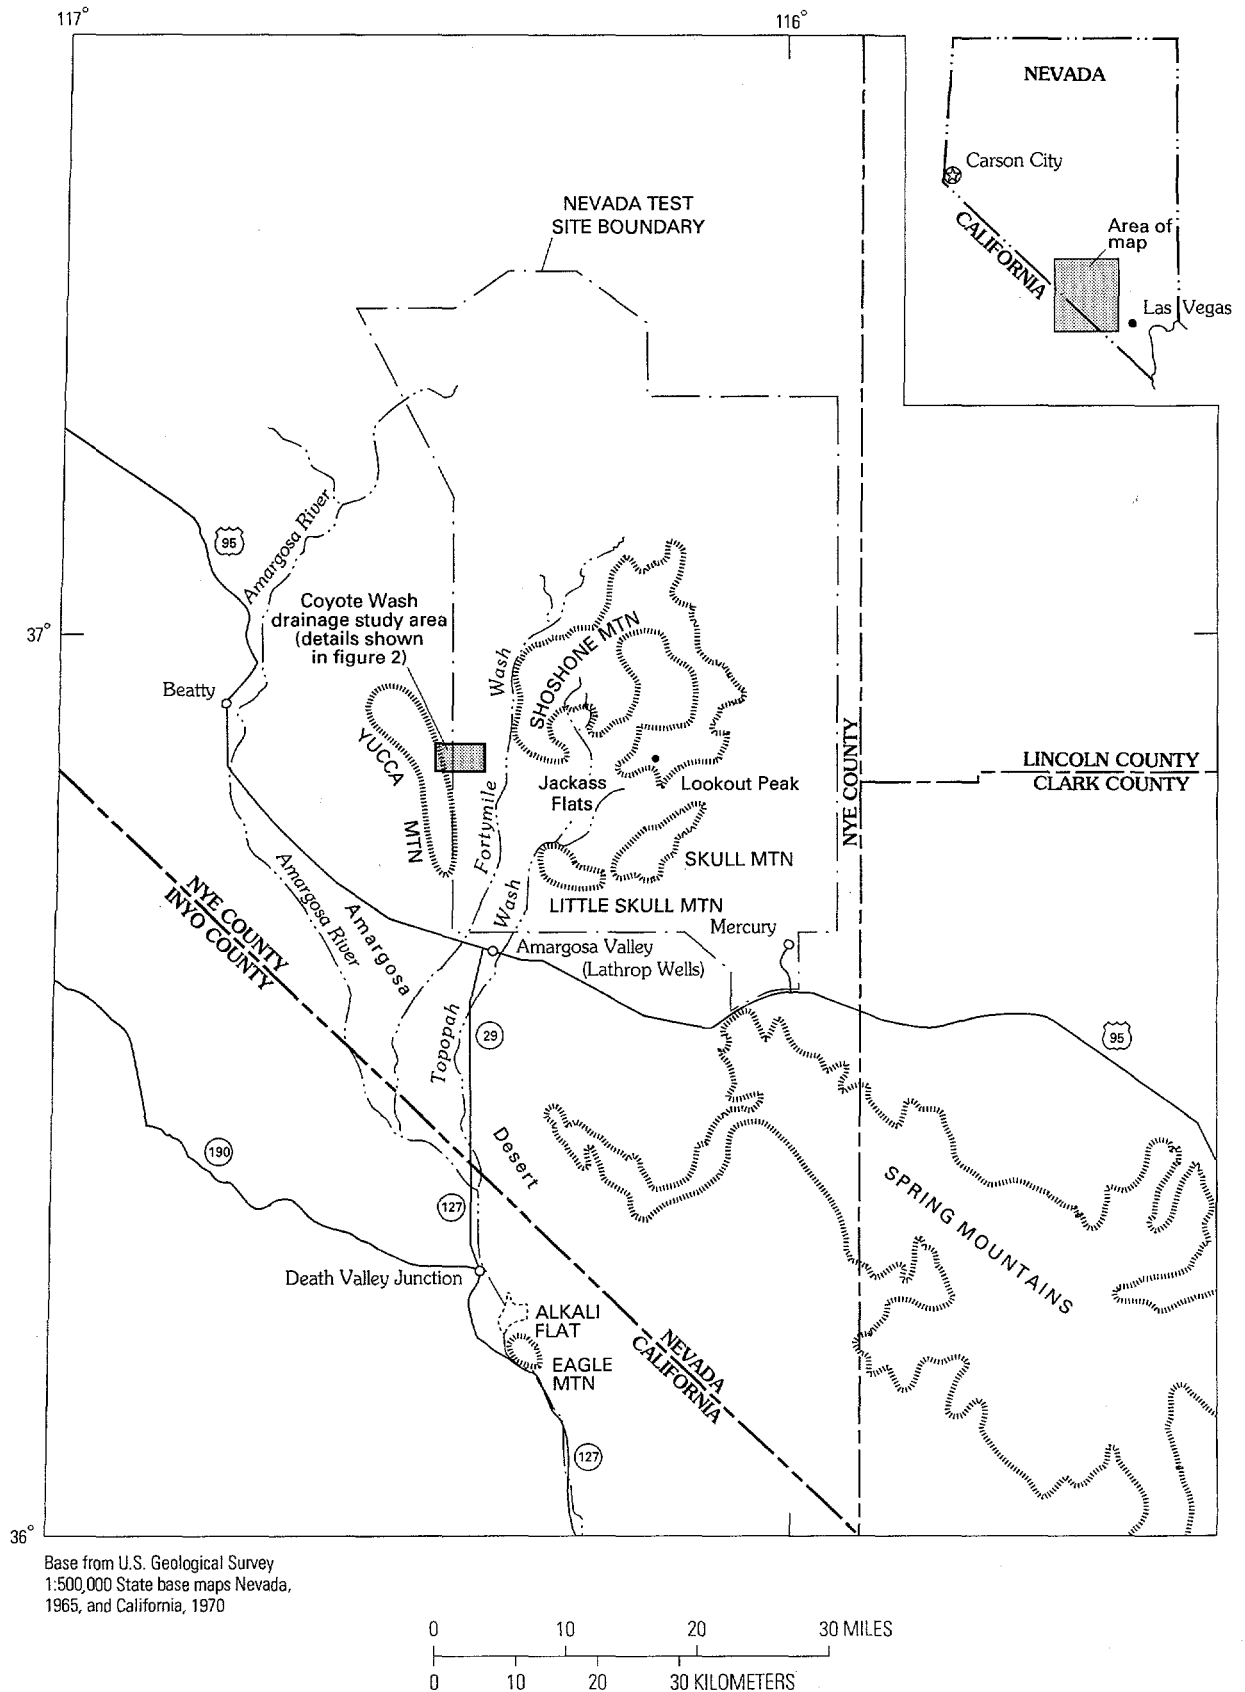 117°
116°
NEVADA
Carson City
CALIFORNIA
Area of
map
Las Vegas
NEVADA TEST
SITE BOUNDARY
95
Amargosa River
Coyote Wash
drainage study area
(details shown
in figure 2)
37°
Wash
SHOSHONE MTN
Beatty
YUCCA
MTN
Fortymile
Jackass
Flats
Lookout Peak
NYE COUNTY
LINCOLN COUNTY
CLARK COUNTY
SKULL MTN
LITTLE SKULL MTN
Wash
Mercury
Amargosa River
Amargosa
NYE COUNTY
INYO COUNTY
Amargosa Valley
(Lathrop Wells)
Topopah
29
95
190
Desert
127
SPRING MOUNTAINS
Death Valley Junction
ALKALI
FLAT
EAGLE
MTN
NEVADA
CALIFORNIA
127
36°
Base from U.S. Geological Survey
1:500,000 State base maps Nevada,
1965, and California, 1970
0 10 20 30 MILES
0 10 20 30 KILOMETERS